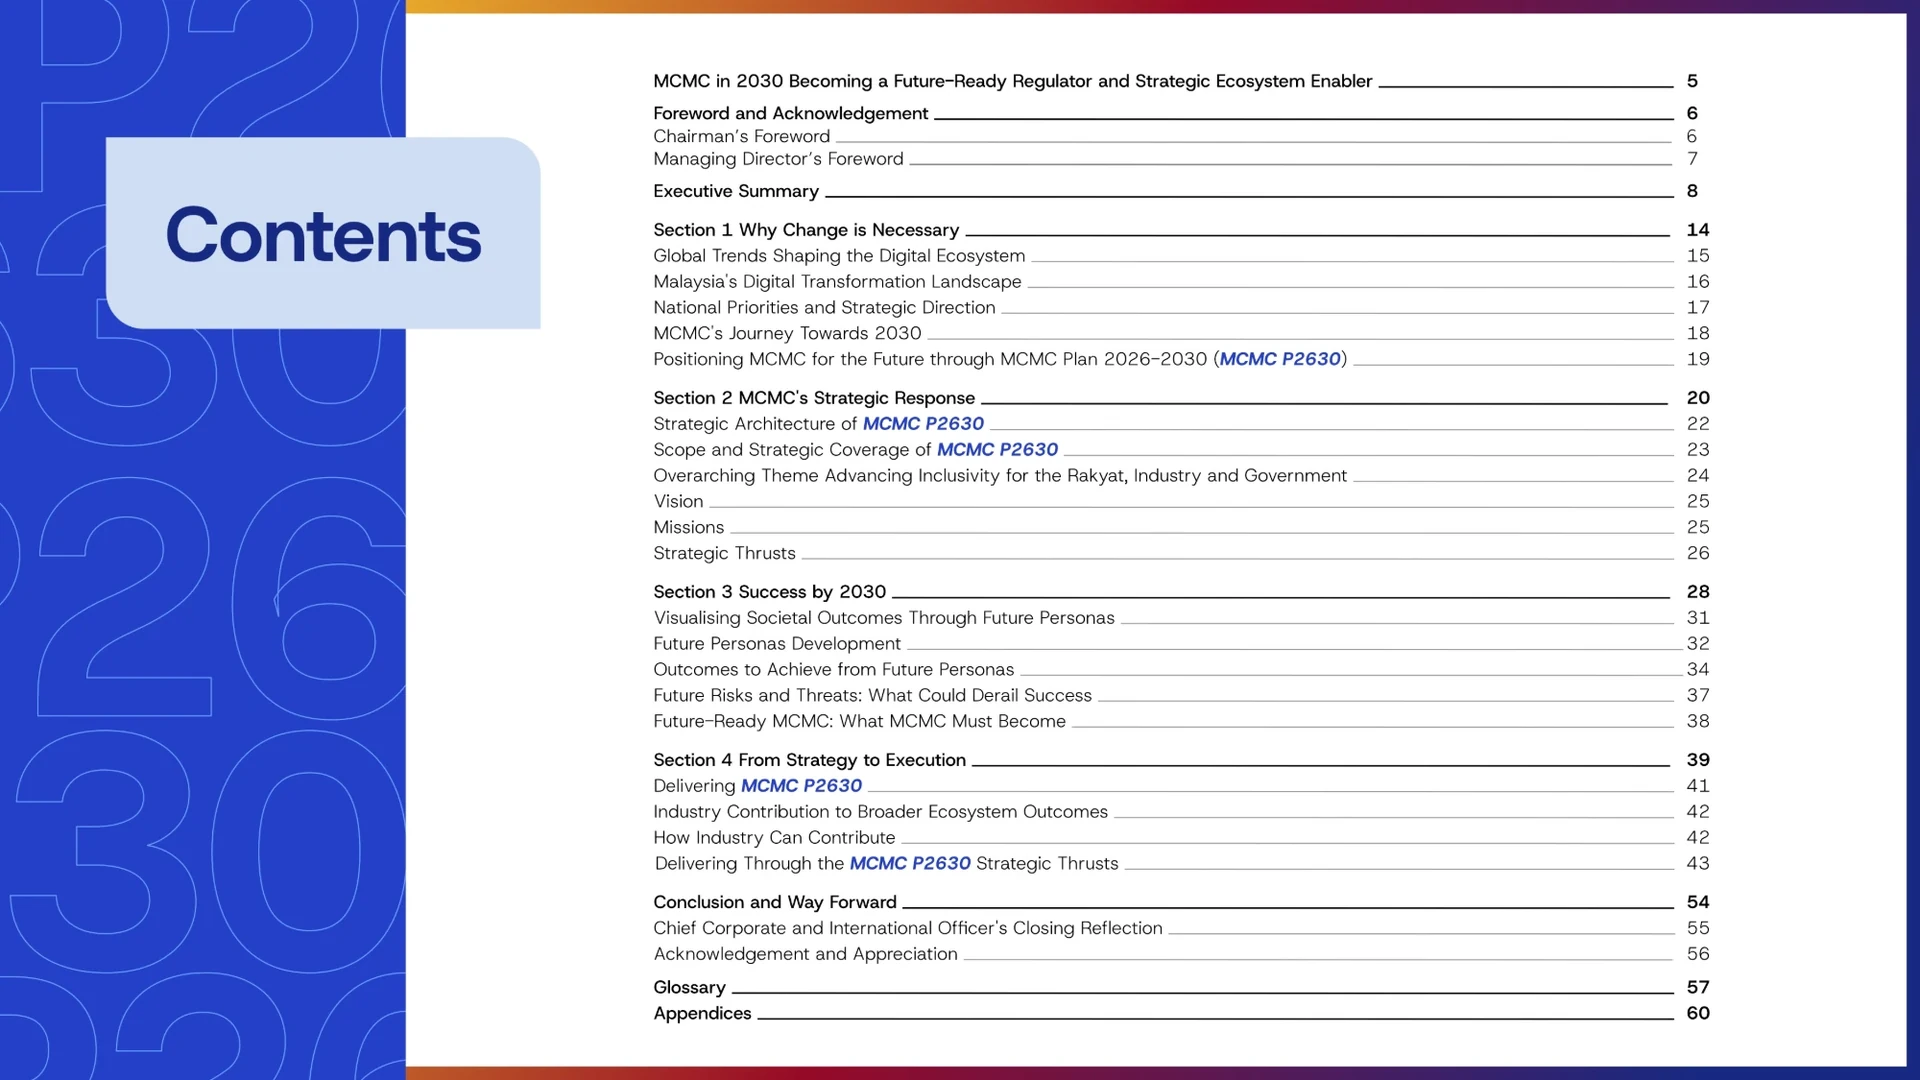 Contents
MCMC in 2030 Becoming a Future-Ready Regulator and Strategic Ecosystem Enabler 5
Foreword and Acknowledgement 6
Chairman's Foreword 6
Managing Director's Foreword 7
Executive Summary 8
Section 1 Why Change is Necessary 14
Global Trends Shaping the Digital Ecosystem 15
Malaysia's Digital Transformation Landscape 16
National Priorities and Strategic Direction 17
MCMC's Journey Towards 2030 18
Positioning MCMC for the Future through MCMC Plan 2026-2030 (MCMC P2630) 19
Section 2 MCMC's Strategic Response 20
Strategic Architecture of MCMC P2630 22
Scope and Strategic Coverage of MCMC P2630 23
Overarching Theme Advancing Inclusivity for the Rakyat, Industry and Government 24
Vision 25
Missions 25
Strategic Thrusts 26
Section 3 Success by 2030 28
Visualising Societal Outcomes Through Future Personas 31
Future Personas Development 32
Outcomes to Achieve from Future Personas 34
Future Risks and Threats: What Could Derail Success 37
Future-Ready MCMC: What MCMC Must Become 38
Section 4 From Strategy to Execution 39
Delivering MCMC P2630 41
Industry Contribution to Broader Ecosystem Outcomes 42
How Industry Can Contribute 42
Delivering Through the MCMC P2630 Strategic Thrusts 43
Conclusion and Way Forward 54
Chief Corporate and International Officer's Closing Reflection 55
Acknowledgement and Appreciation 56
Glossary 57
Appendices 60
P2
630
P26
30
P26